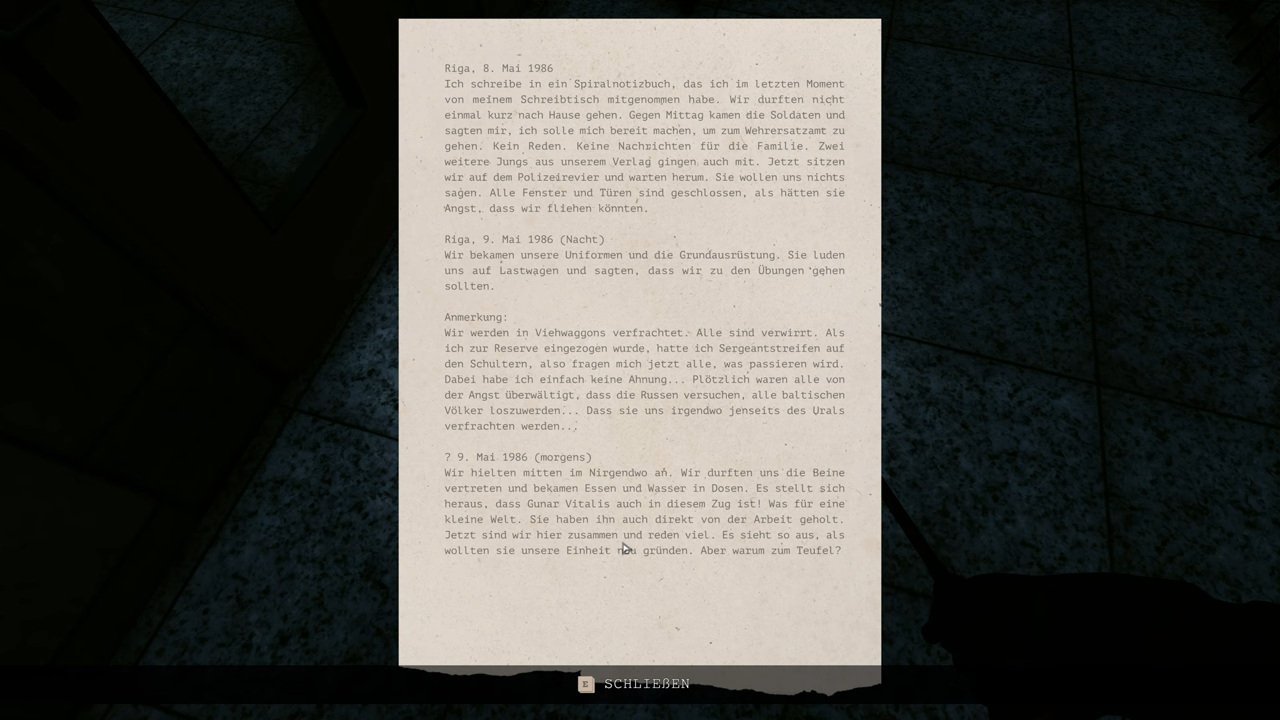 Riga, 8. Mai 1986
Ich schreibe in ein Spiralnotizbuch, das ich im letzten Moment
von meinem Schreibtisch mitgenommen habe. Wir durften nicht
einmal kurz nach Hause gehen. Gegen Mittag kamen die Soldaten und
sagten mir, ich solle mich bereit machen, um zum Wehrersatzamt zu
gehen. Kein Reden. Keine Nachrichten für die Familie. Zwei
weitere Jungs aus unserem Verlag gingen auch mit. Jetzt sitzen
wir auf dem Polizeirevier und warten herum. Sie wollen uns nichts
sagen. Alle Fenster und Türen sind geschlossen, als hätten sie
Angst, dass wir fliehen könnten.
Riga, 9. Mai 1986 (Nacht)
Wir bekamen unsere Uniformen und die Grundausrüstung. Sie luden
uns auf Lastwagen und sagten, dass wir zu den Übungen gehen
sollten.
Anmerkung:
Wir werden in Viehwaggons verfrachtet. Alle sind verwirrt. Als
ich zur Reserve eingezogen wurde, hatte ich Sergeantstreifen auf
den Schultern, also fragen mich jetzt alle, was passieren wird.
Dabei habe ich einfach keine Ahnung... Plötzlich waren alle von
der Angst überwältigt, dass die Russen versuchen, alle baltischen
Völker loszuwerden... Dass sie uns irgendwo jenseits des Urals
verfrachten werden...
? 9. Mai 1986 (morgens)
Wir hielten mitten im Nirgendwo an. Wir durften uns die Beine
vertreten und bekamen Essen und Wasser in Dosen. Es stellt sich
heraus, dass Gunar Vitalis auch in diesem Zug ist! Was für eine
kleine Welt. Sie haben ihn auch direkt von der Arbeit geholt.
Jetzt sind wir hier zusammen und reden viel. Es sieht so aus, als
wollten sie unsere Einheit neu gründen. Aber warum zum Teufel?
E SCHLIEẞEN